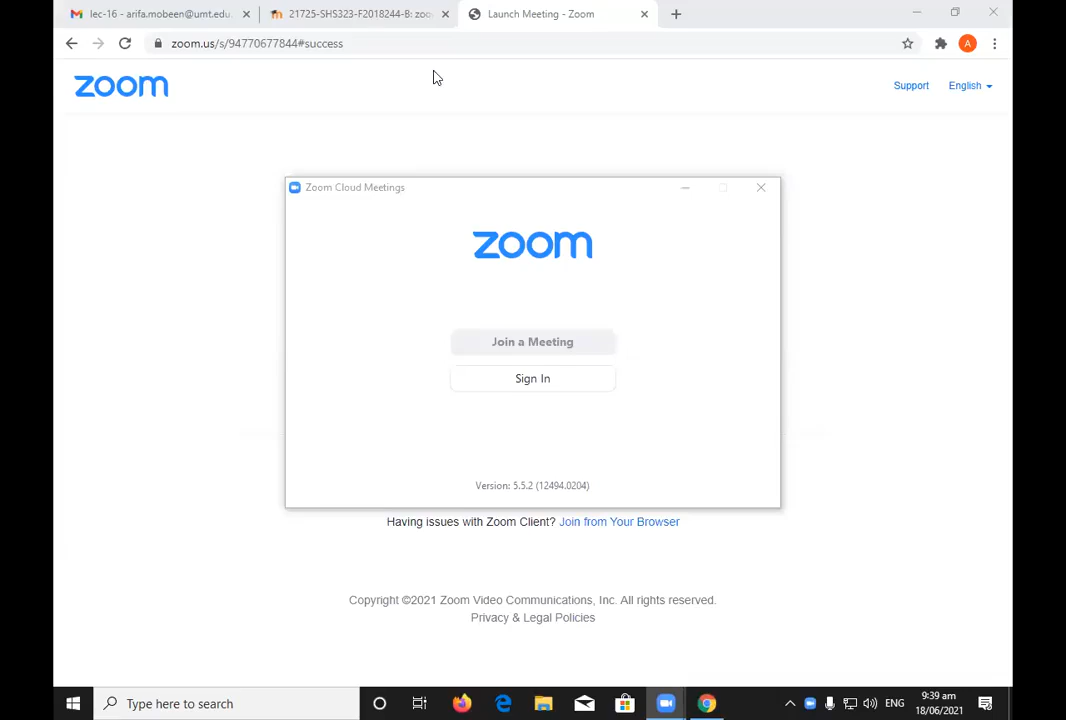 lec-16 - arifa.mobeen@umt.edu.
21725-SHS323-F2018244-B: zoo
Launch Meeting - Zoom
zoom.us/s/94770677844#success
A
zoom
Support
English
Zoom Cloud Meetings
zoom
Join a Meeting
Sign In
Version: 5.5.2 (12494.0204)
Having issues with Zoom Client? Join from Your Browser
Copyright ©2021 Zoom Video Communications, Inc. All rights reserved.
Privacy & Legal Policies
Type here to search
ENG
9:39 am
18/06/2021